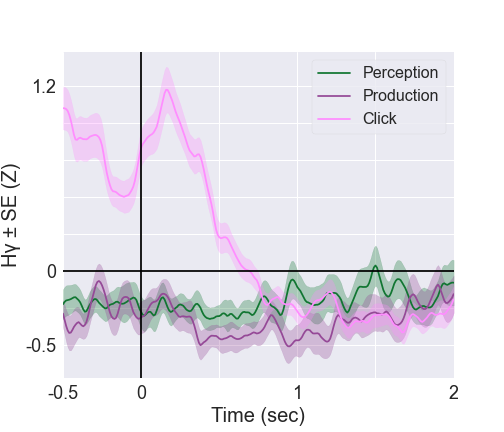 Perception
Production
Click
1.2
0
-0.5
Hγ ± SE (Z)
-0.5 0 1 2
Time (sec)